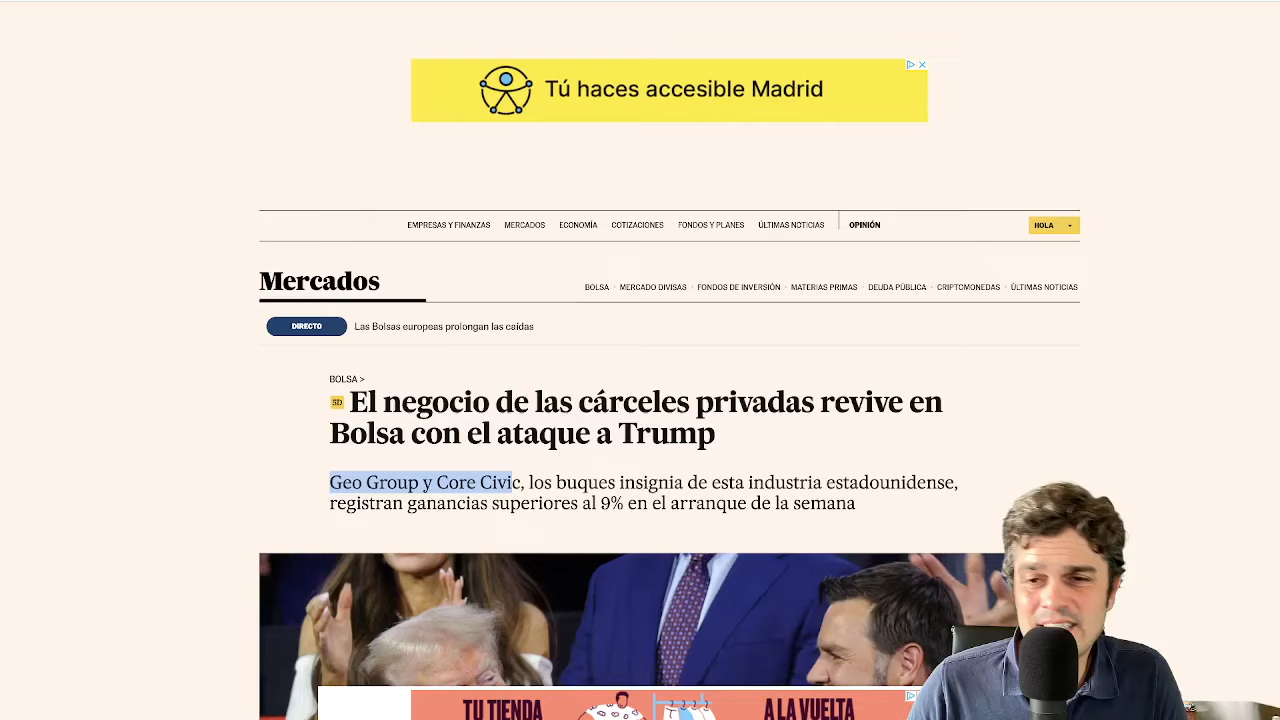 Tú haces accesible Madrid
EMPRESAS Y FINANZAS MERCADOS ECONOMÍA COTIZACIONES FONDOS Y PLANES ÚLTIMAS NOTICIAS OPINIÓN HOLA
Mercados
BOLSA · MERCADO DIVISAS · FONDOS DE INVERSIÓN · MATERIAS PRIMAS · DEUDA PÚBLICA · CRIPTOMONEDAS · ÚLTIMAS NOTICIAS
DIRECTO Las Bolsas europeas prolongan las caídas
BOLSA >
5D El negocio de las cárceles privadas revive en
Bolsa con el ataque a Trump
Geo Group y Core Civic, los buques insignia de esta industria estadounidense,
registran ganancias superiores al 9% en el arranque de la semana
TU TIENDA A LA VUELTA